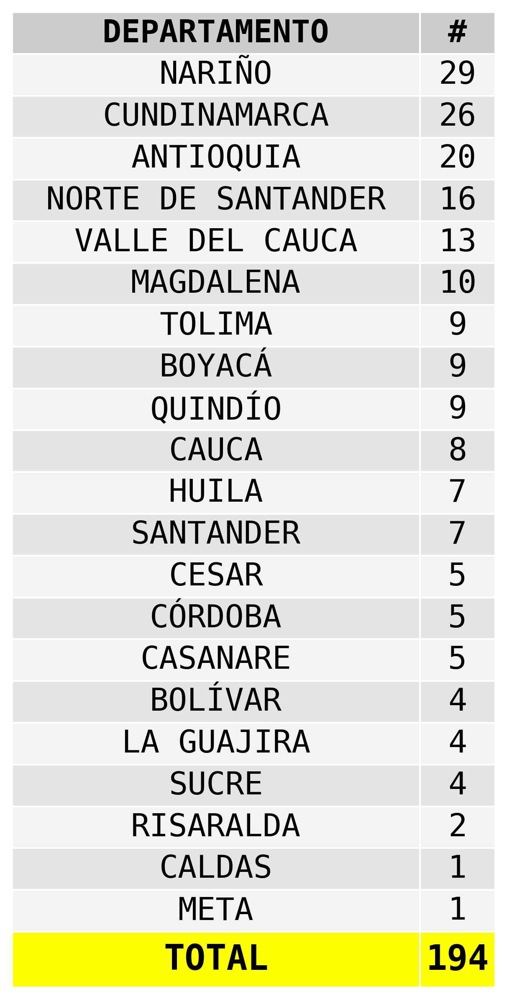 DEPARTAMENTO #
NARIÑO 29
CUNDINAMARCA 26
ANTIOQUIA 20
NORTE DE SANTANDER 16
VALLE DEL CAUCA 13
MAGDALENA 10
TOLIMA 9
BOYACÁ 9
QUINDÍO 9
CAUCA 8
HUILA 7
SANTANDER 7
CESAR 5
CÓRDOBA 5
CASANARE 5
BOLÍVAR 4
LA GUAJIRA 4
SUCRE 4
RISARALDA 2
CALDAS 1
META 1
TOTAL 194